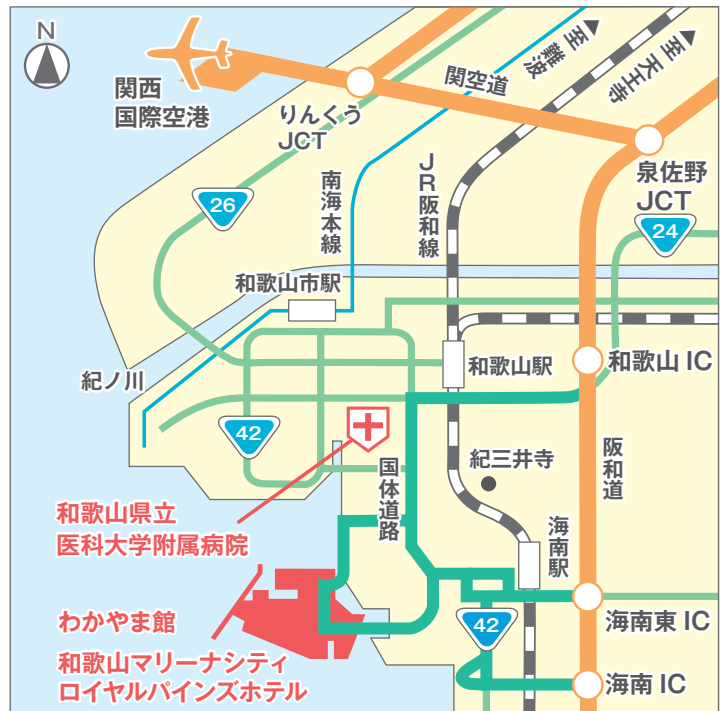 N
関西
国際空港
りんくう
JCT
関空道
至難波
至天王寺
泉佐野
JCT
26
南海本線
JR阪和線
24
和歌山市駅
紀ノ川
和歌山駅
和歌山 IC
42
国体道路
紀三井寺
阪和道
和歌山県立
医科大学附属病院
海南駅
わかやま館
和歌山マリーナシティ
ロイヤルパインズホテル
42
海南東 IC
海南 IC